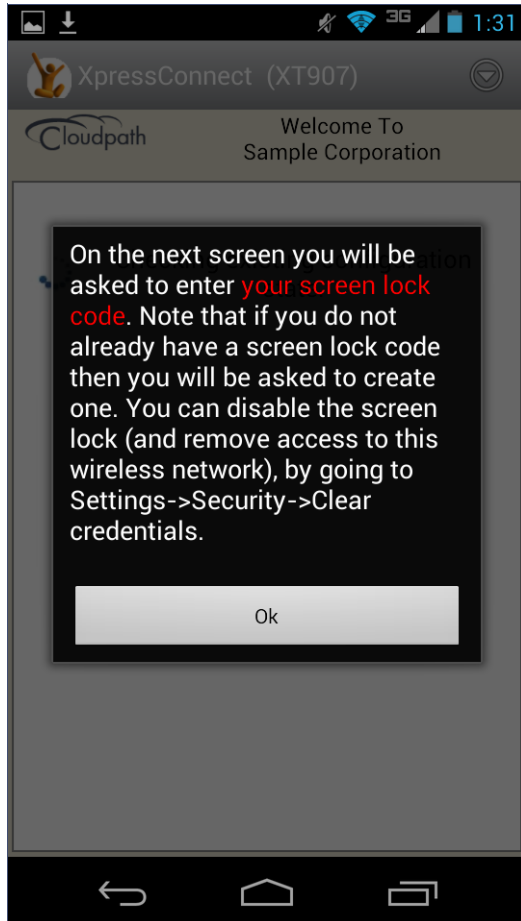 3G 1:31
XpressConnect (XT907)
Cloudpath
Welcome To
Sample Corporation
On the next screen you will be
asked to enter your screen lock
code. Note that if you do not
already have a screen lock code
then you will be asked to create
one. You can disable the screen
lock (and remove access to this
wireless network), by going to
Settings->Security->Clear
credentials.
Ok